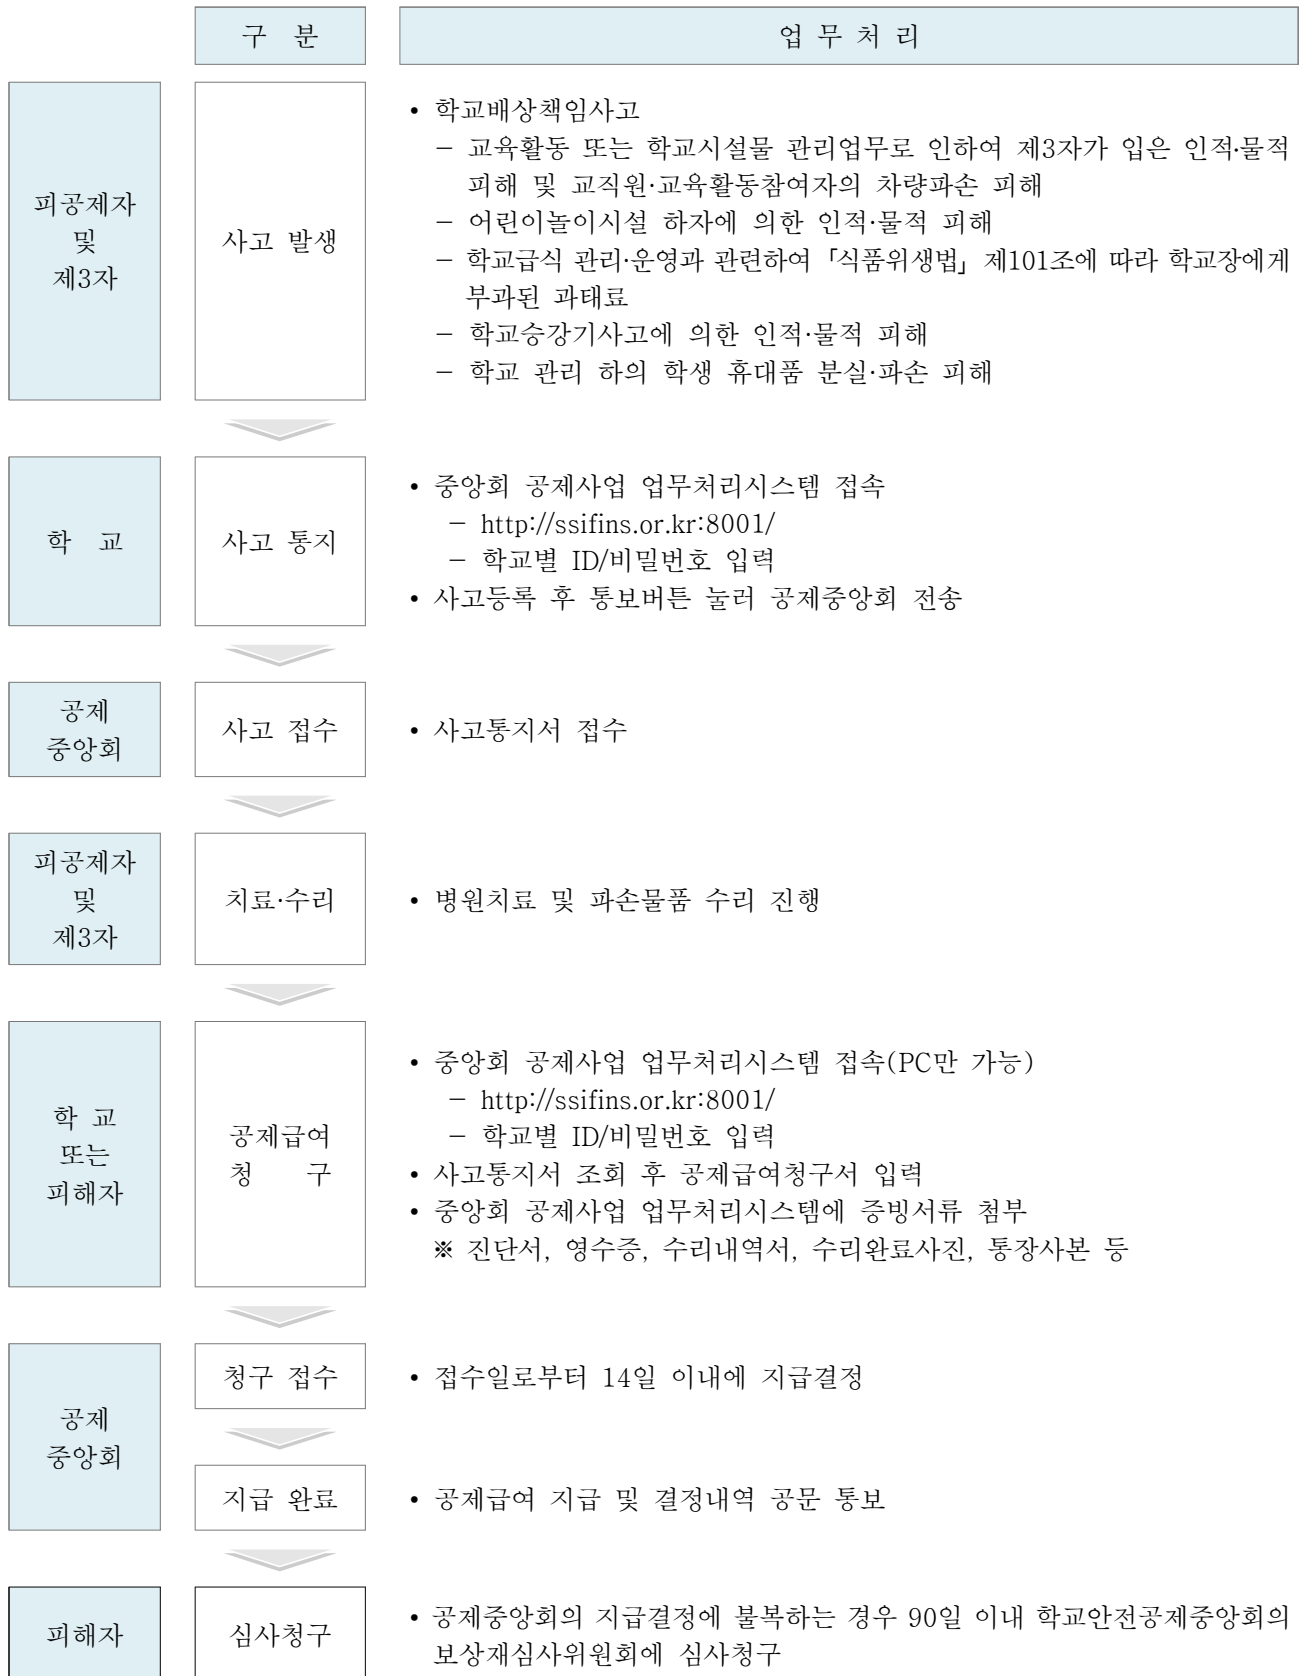 구 분
업 무 처 리
피공제자
및
제3자
사고 발생
• 학교배상책임사고
- 교육활동 또는 학교시설물 관리업무로 인하여 제3자가 입은 인적·물적
피해 및 교직원·교육활동참여자의 차량파손 피해
- 어린이놀이시설 하자에 의한 인적·물적 피해
- 학교급식 관리·운영과 관련하여 「식품위생법」 제101조에 따라 학교장에게
부과된 과태료
- 학교승강기사고에 의한 인적·물적 피해
- 학교 관리 하의 학생 휴대품 분실·파손 피해
학 교
사고 통지
• 중앙회 공제사업 업무처리시스템 접속
- http://ssifins.or.kr:8001/
- 학교별 ID/비밀번호 입력
• 사고등록 후 통보버튼 눌러 공제중앙회 전송
공제
중앙회
사고 접수
• 사고통지서 접수
피공제자
및
제3자
치료·수리
• 병원치료 및 파손물품 수리 진행
학 교
또는
피해자
공제급여
청 구
• 중앙회 공제사업 업무처리시스템 접속(PC만 가능)
- http://ssifins.or.kr:8001/
- 학교별 ID/비밀번호 입력
• 사고통지서 조회 후 공제급여청구서 입력
• 중앙회 공제사업 업무처리시스템에 증빙서류 첨부
※ 진단서, 영수증, 수리내역서, 수리완료사진, 통장사본 등
공제
중앙회
청구 접수
• 접수일로부터 14일 이내에 지급결정
지급 완료
• 공제급여 지급 및 결정내역 공문 통보
피해자
심사청구
• 공제중앙회의 지급결정에 불복하는 경우 90일 이내 학교안전공제중앙회의
보상재심사위원회에 심사청구